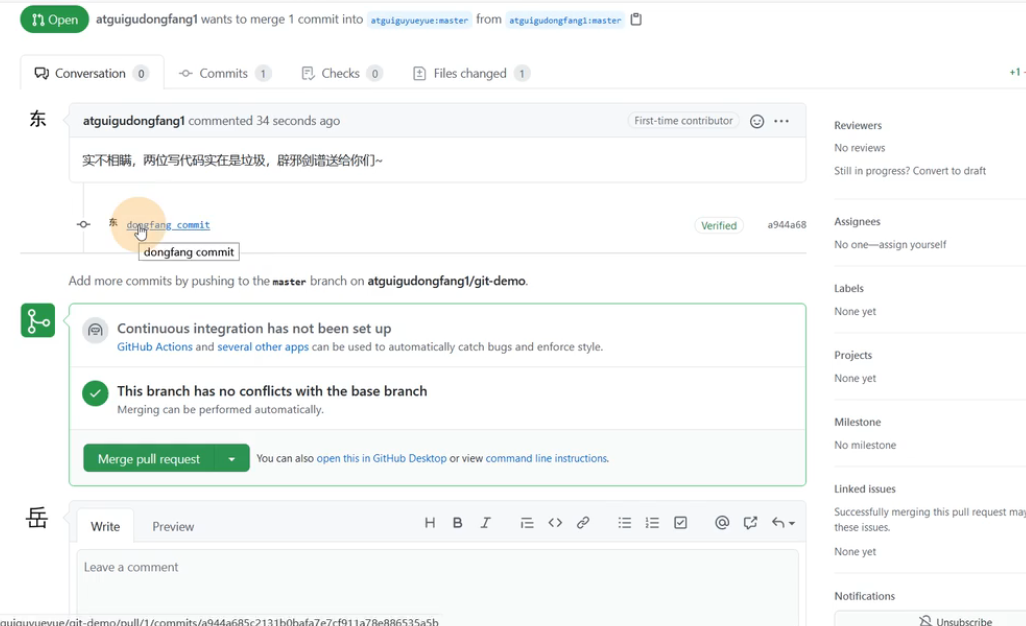 Open atguigudongfang1 wants to merge 1 commit into atguiguyueyue:master from atguigudongfang1:master
Conversation 0 Commits 1 Checks 0 Files changed 1 +1 -
东
atguigudongfang1 commented 34 seconds ago First-time contributor
实不相瞒，两位写代码实在是垃圾，辟邪剑谱送给你们~
东 dongfang commit Verified a944a68
dongfang commit
Add more commits by pushing to the master branch on atguigudongfang1/git-demo.
Continuous integration has not been set up
GitHub Actions and several other apps can be used to automatically catch bugs and enforce style.
This branch has no conflicts with the base branch
Merging can be performed automatically.
Merge pull request You can also open this in GitHub Desktop or view command line instructions.
岳
Write Preview
Leave a comment
guiguyueyue/git-demo/pull/1/commits/a944a685c2131b0bafa7e7cf911a78e886535a5b
Reviewers
No reviews
Still in progress? Convert to draft
Assignees
No one—assign yourself
Labels
None yet
Projects
None yet
Milestone
No milestone
Linked issues
Successfully merging this pull request may
these issues.
None yet
Notifications
Unsubscribe